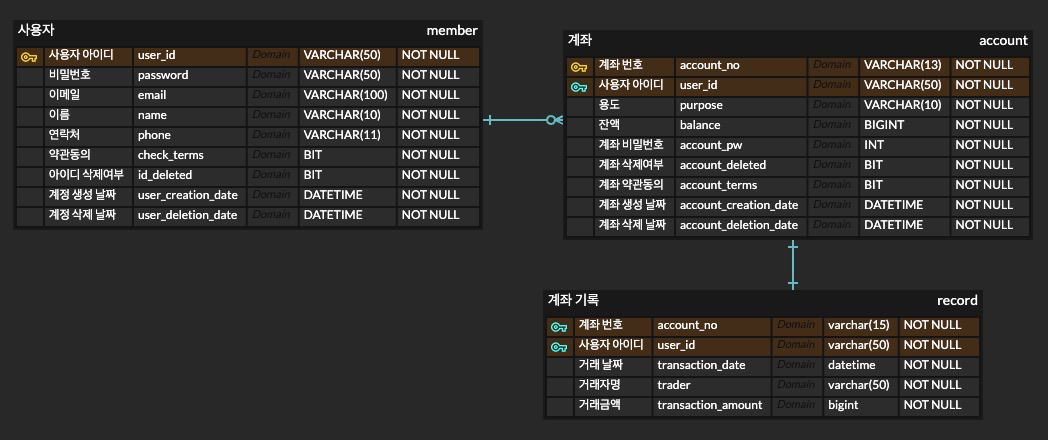 사용자 member
사용자 아이디 user_id Domain VARCHAR(50) NOT NULL
비밀번호 password Domain VARCHAR(50) NOT NULL
이메일 email Domain VARCHAR(100) NOT NULL
이름 name Domain VARCHAR(10) NOT NULL
연락처 phone Domain VARCHAR(11) NOT NULL
약관동의 check_terms Domain BIT NOT NULL
아이디 삭제여부 id_deleted Domain BIT NOT NULL
계정 생성 날짜 user_creation_date Domain DATETIME NOT NULL
계정 삭제 날짜 user_deletion_date Domain DATETIME NOT NULL
계좌 account
계좌 번호 account_no Domain VARCHAR(13) NOT NULL
사용자 아이디 user_id Domain VARCHAR(50) NOT NULL
용도 purpose Domain VARCHAR(10) NOT NULL
잔액 balance Domain BIGINT NOT NULL
계좌 비밀번호 account_pw Domain INT NOT NULL
계좌 삭제여부 account_deleted Domain BIT NOT NULL
계좌 약관동의 account_terms Domain BIT NOT NULL
계좌 생성 날짜 account_creation_date Domain DATETIME NOT NULL
계좌 삭제 날짜 account_deletion_date Domain DATETIME NOT NULL
계좌 기록 record
계좌 번호 account_no Domain varchar(15) NOT NULL
사용자 아이디 user_id Domain varchar(50) NOT NULL
거래 날짜 transaction_date Domain datetime NOT NULL
거래자명 trader Domain varchar(50) NOT NULL
거래금액 transaction_amount Domain bigint NOT NULL